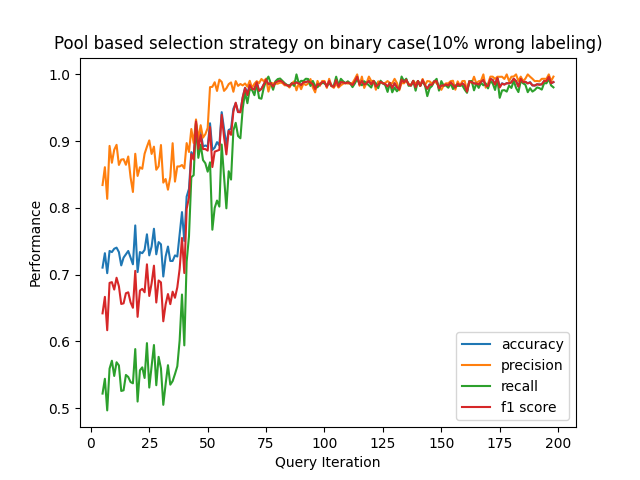 Pool based selection strategy on binary case(10% wrong labeling)
1.0
0.9
0.8
0.7
0.6
0.5
Performance
accuracy
precision
recall
f1 score
0 25 50 75 100 125 150 175 200
Query Iteration